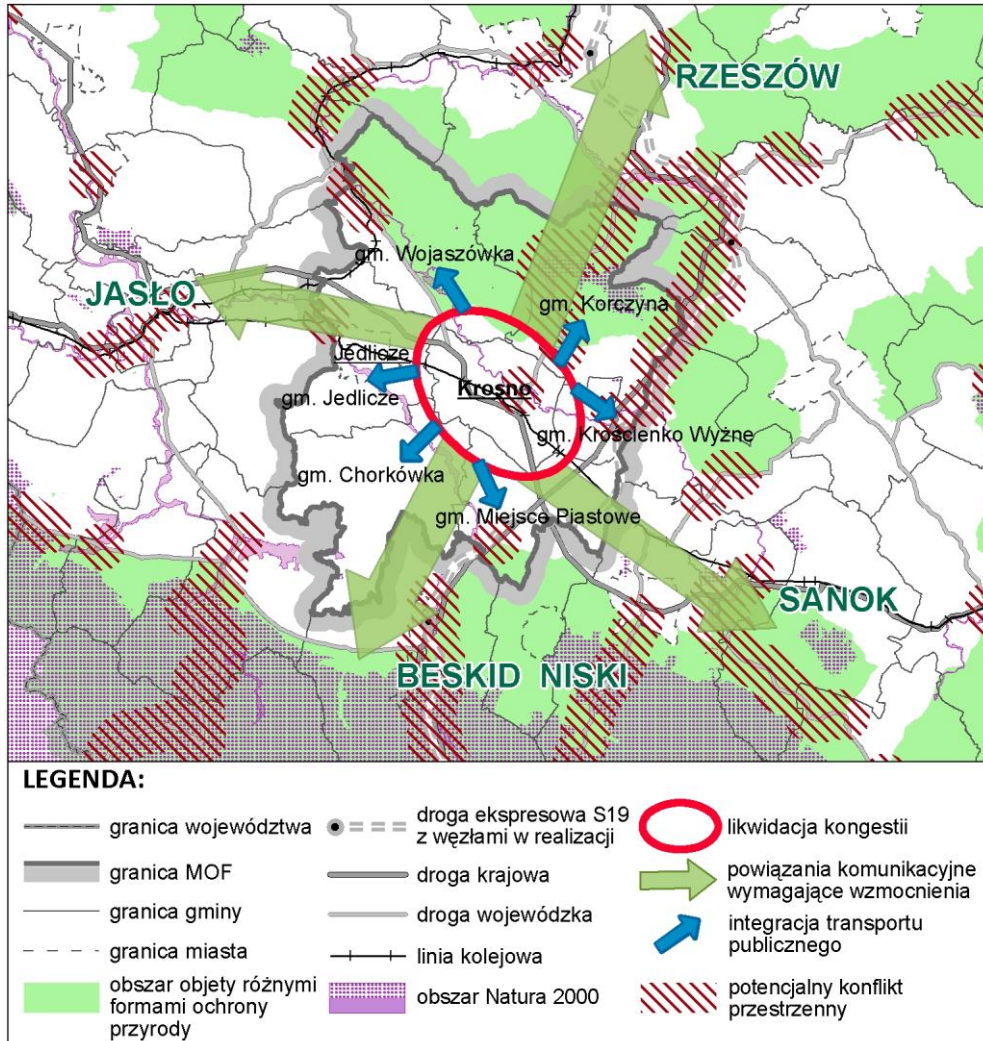 RZESZÓW
gm. Wojaszówka
JASŁO
gm. Korczyna
Jedlicze
Krosno
gm. Jedlicze
gm. Krościenko Wyżne
gm. Chorkówka
gm. Miejsce Piastowe
SANOK
BESKID NISKI
LEGENDA:
granica województwa
granica MOF
granica gminy
granica miasta
obszar objety różnymi
formami ochrony
przyrody
droga ekspresowa S19
z węzłami w realizacji
droga krajowa
droga wojewódzka
linia kolejowa
obszar Natura 2000
likwidacja kongestii
powiązania komunikacyjne
wymagające wzmocnienia
integracja transportu
publicznego
potencjalny konflikt
przestrzenny